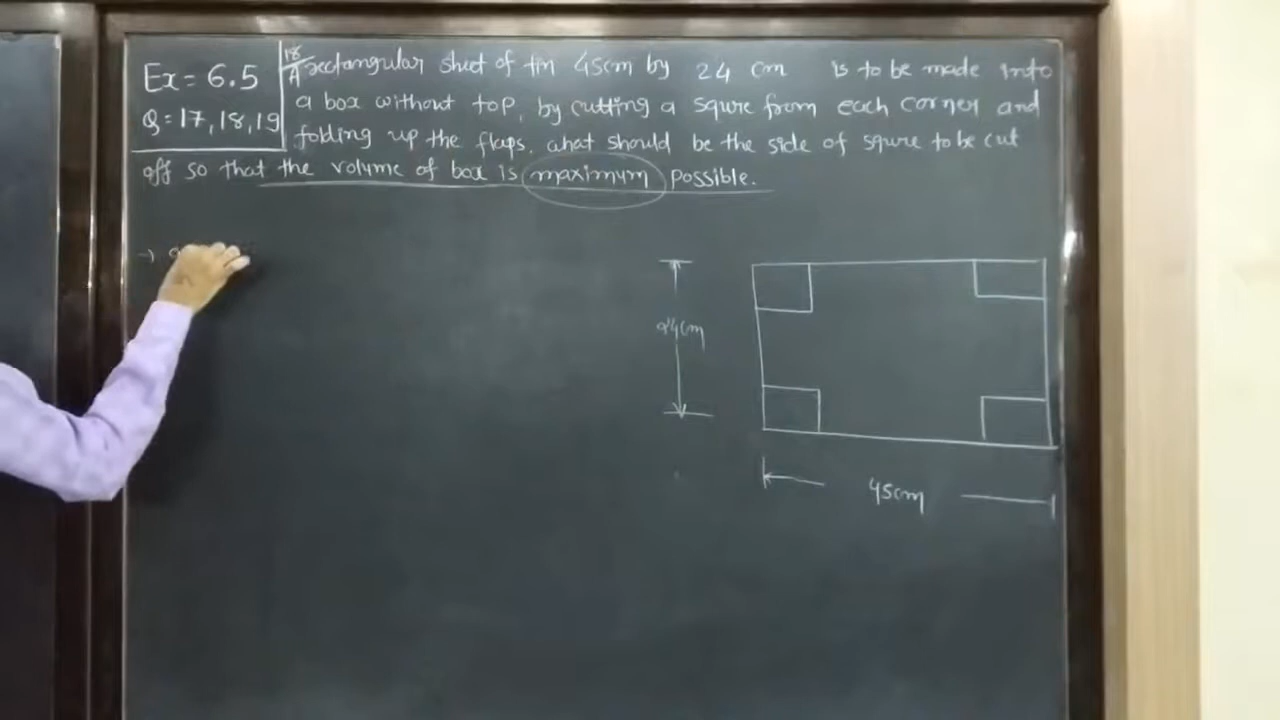 Ex = 6.5
Q = 17, 18, 19
18
A rectangular sheet of tin 45cm by 24 cm is to be made into
a box without top, by cutting a squre from each corner and
folding up the flaps. what should be the side of squre to be cut
off so that the volume of box is maximum possible.
→
24cm
45cm